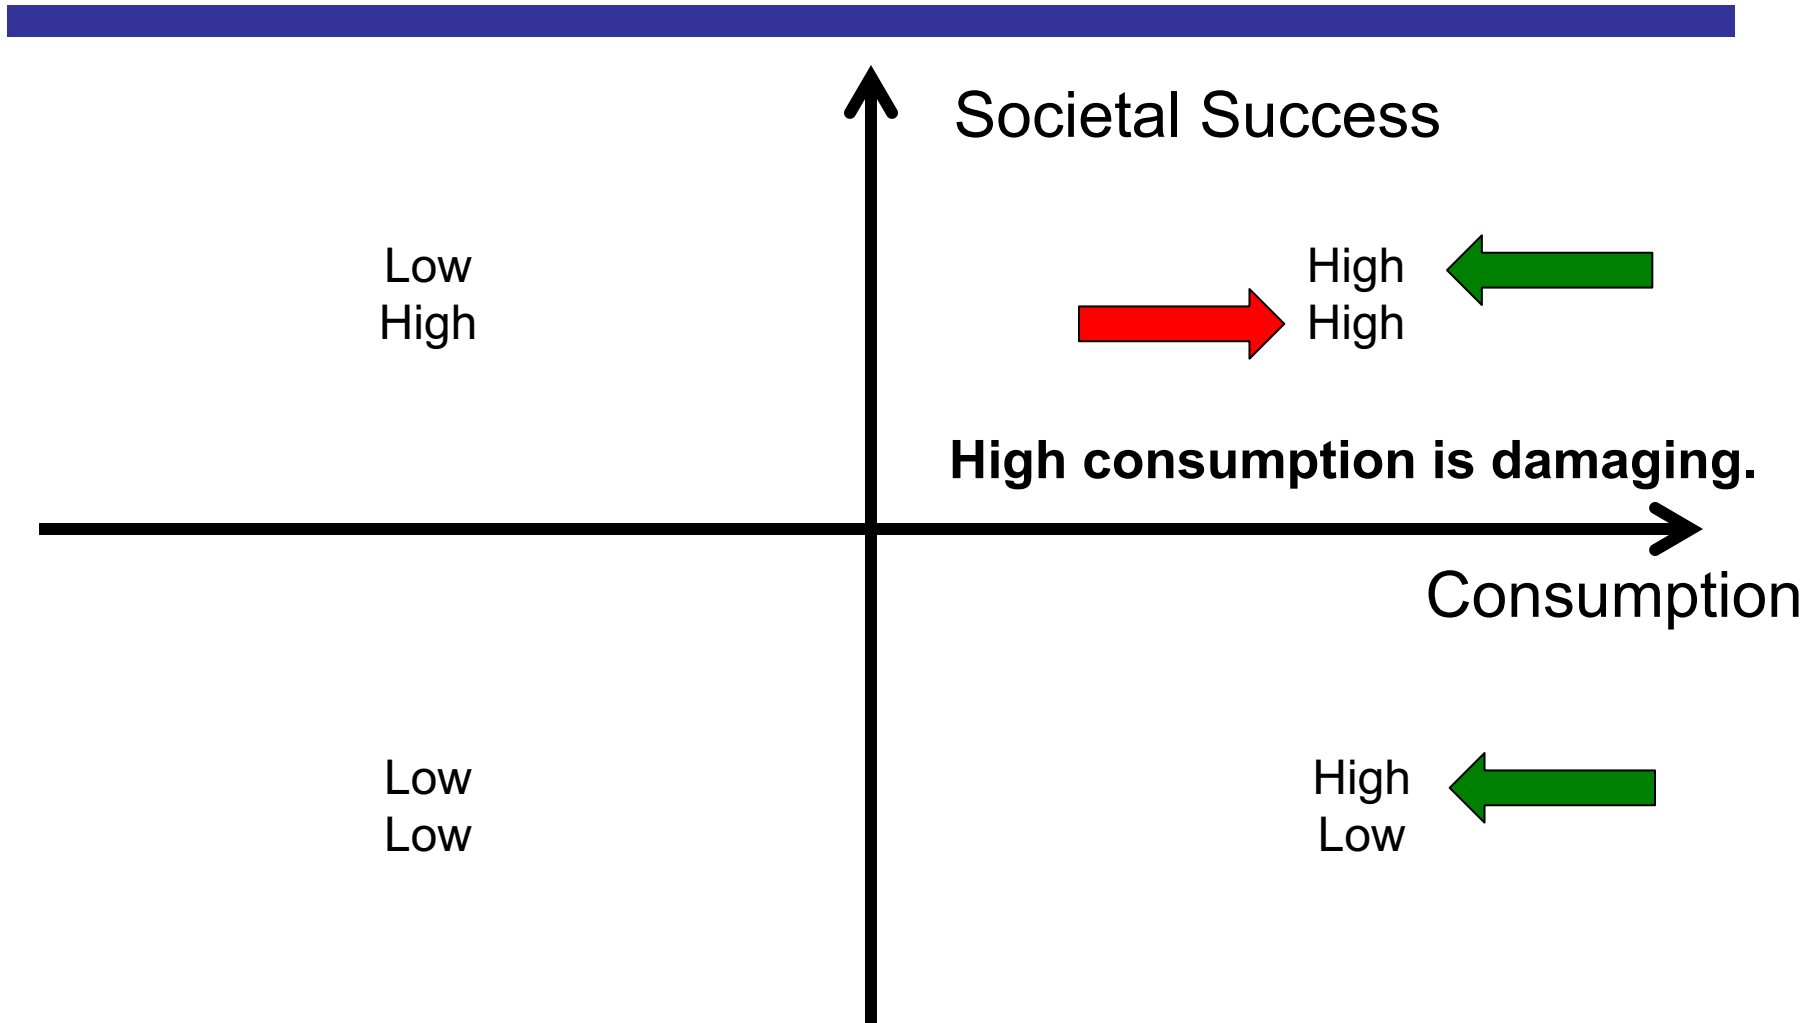 Societal Success
Low
High
High
High
High consumption is damaging.
Consumption
Low
Low
High
Low